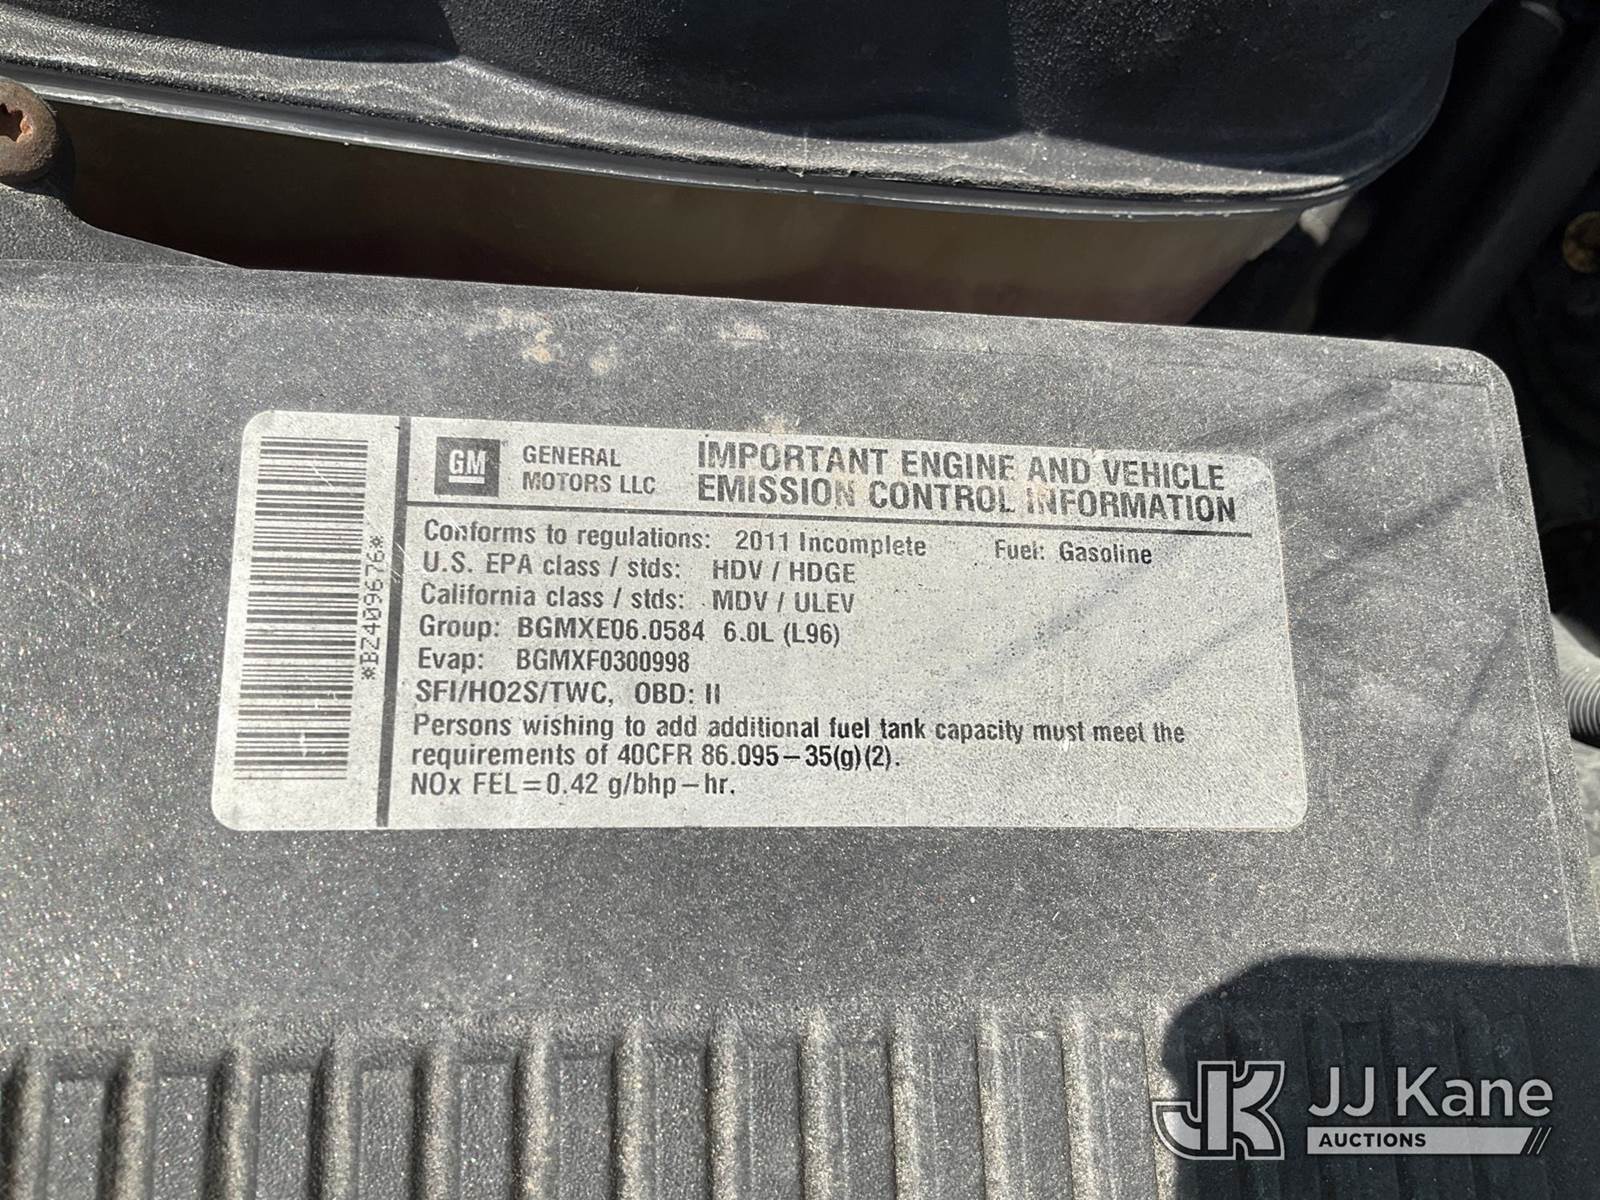 GM
GENERAL
MOTORS LLC
IMPORTANT ENGINE AND VEHICLE
EMISSION CONTROL INFORMATION
Conforms to regulations: 2011 Incomplete Fuel: Gasoline
U.S. EPA class / stds: HDV / HDGE
California class / stds: MDV / ULEV
Group: BGMXE06.0584 6.0L (L96)
Evap: BGMXF0300998
SFI/HO2S/TWC, OBD: II
Persons wishing to add additional fuel tank capacity must meet the
requirements of 40CFR 86.095-35(g)(2).
NOx FEL=0.42 g/bhp-hr.
*BZ409676*
JK JJ Kane
AUCTIONS